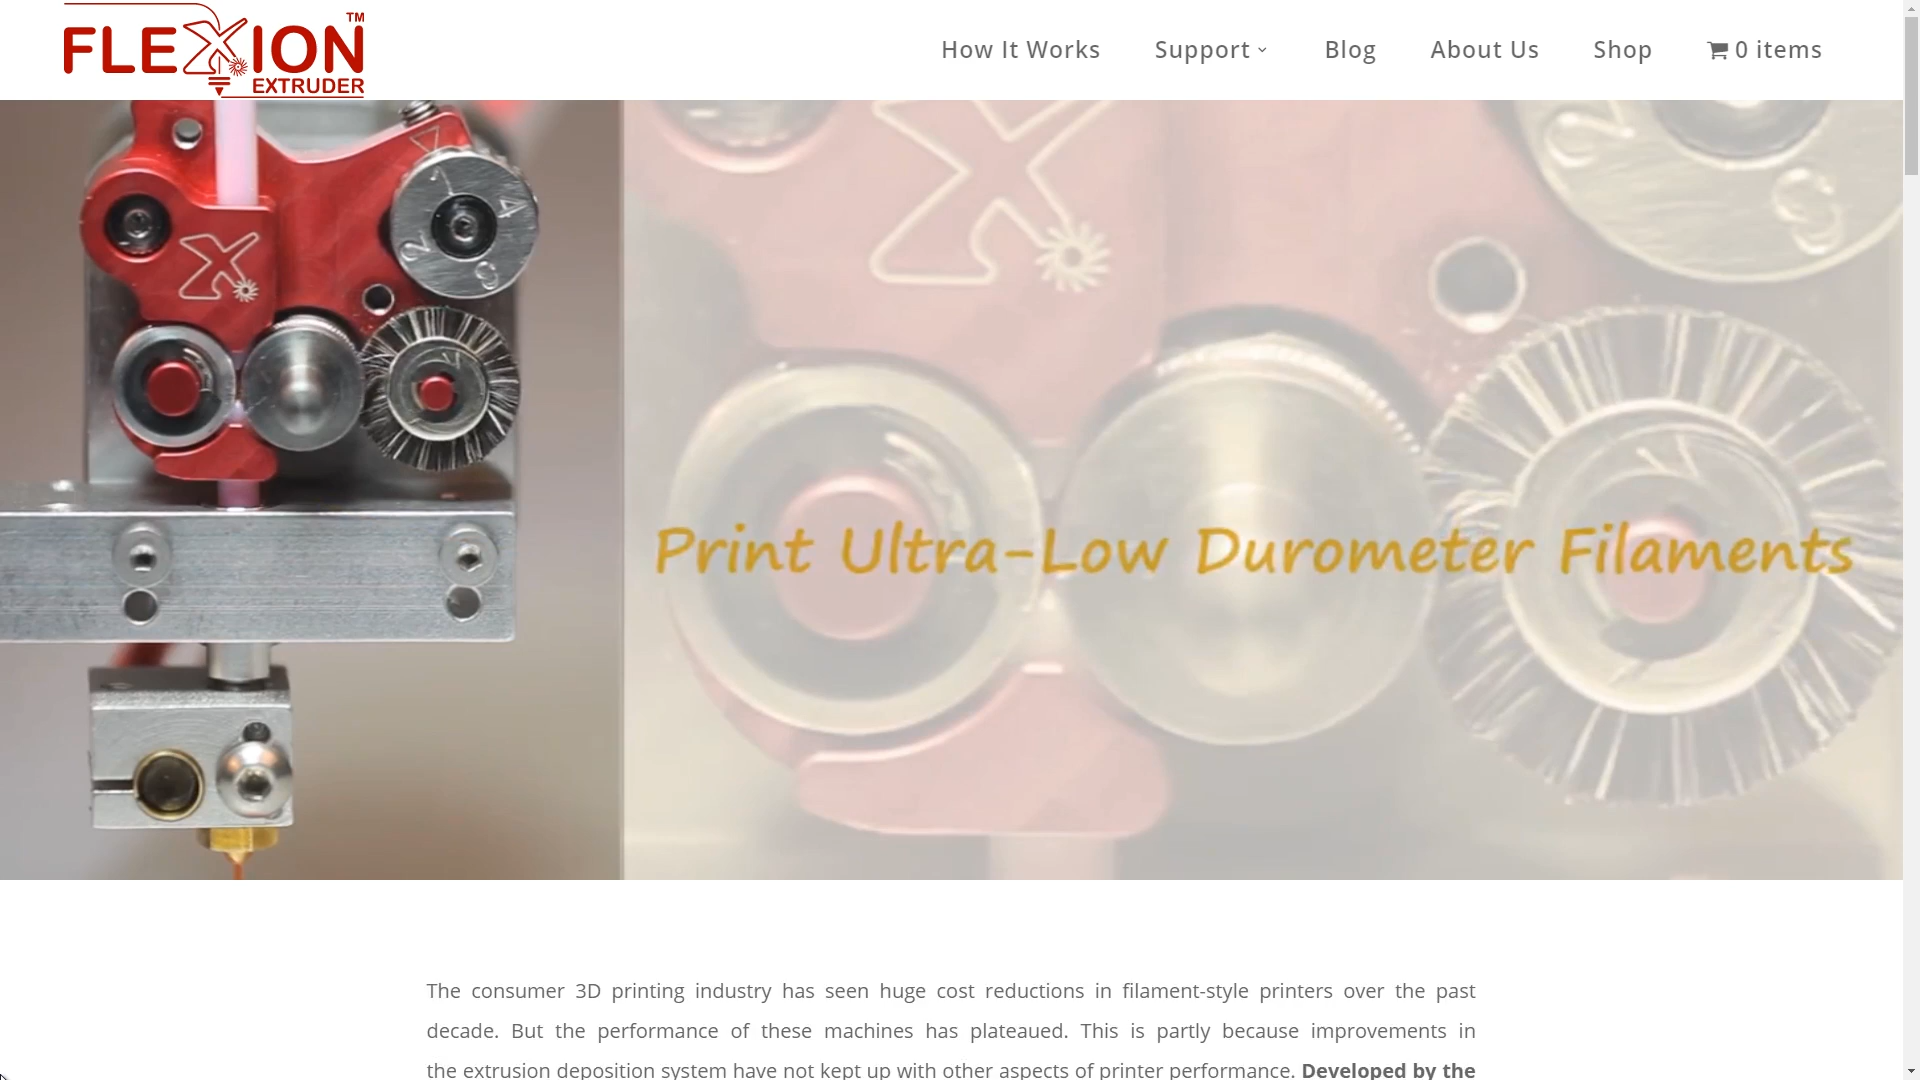 FLEXION™
EXTRUDER
How It Works
Support
Blog
About Us
Shop
0 items
Print Ultra-Low Durometer Filaments
The consumer 3D printing industry has seen huge cost reductions in filament-style printers over the past
decade. But the performance of these machines has plateaued. This is partly because improvements in
the extrusion deposition system have not kept up with other aspects of printer performance. Developed by the